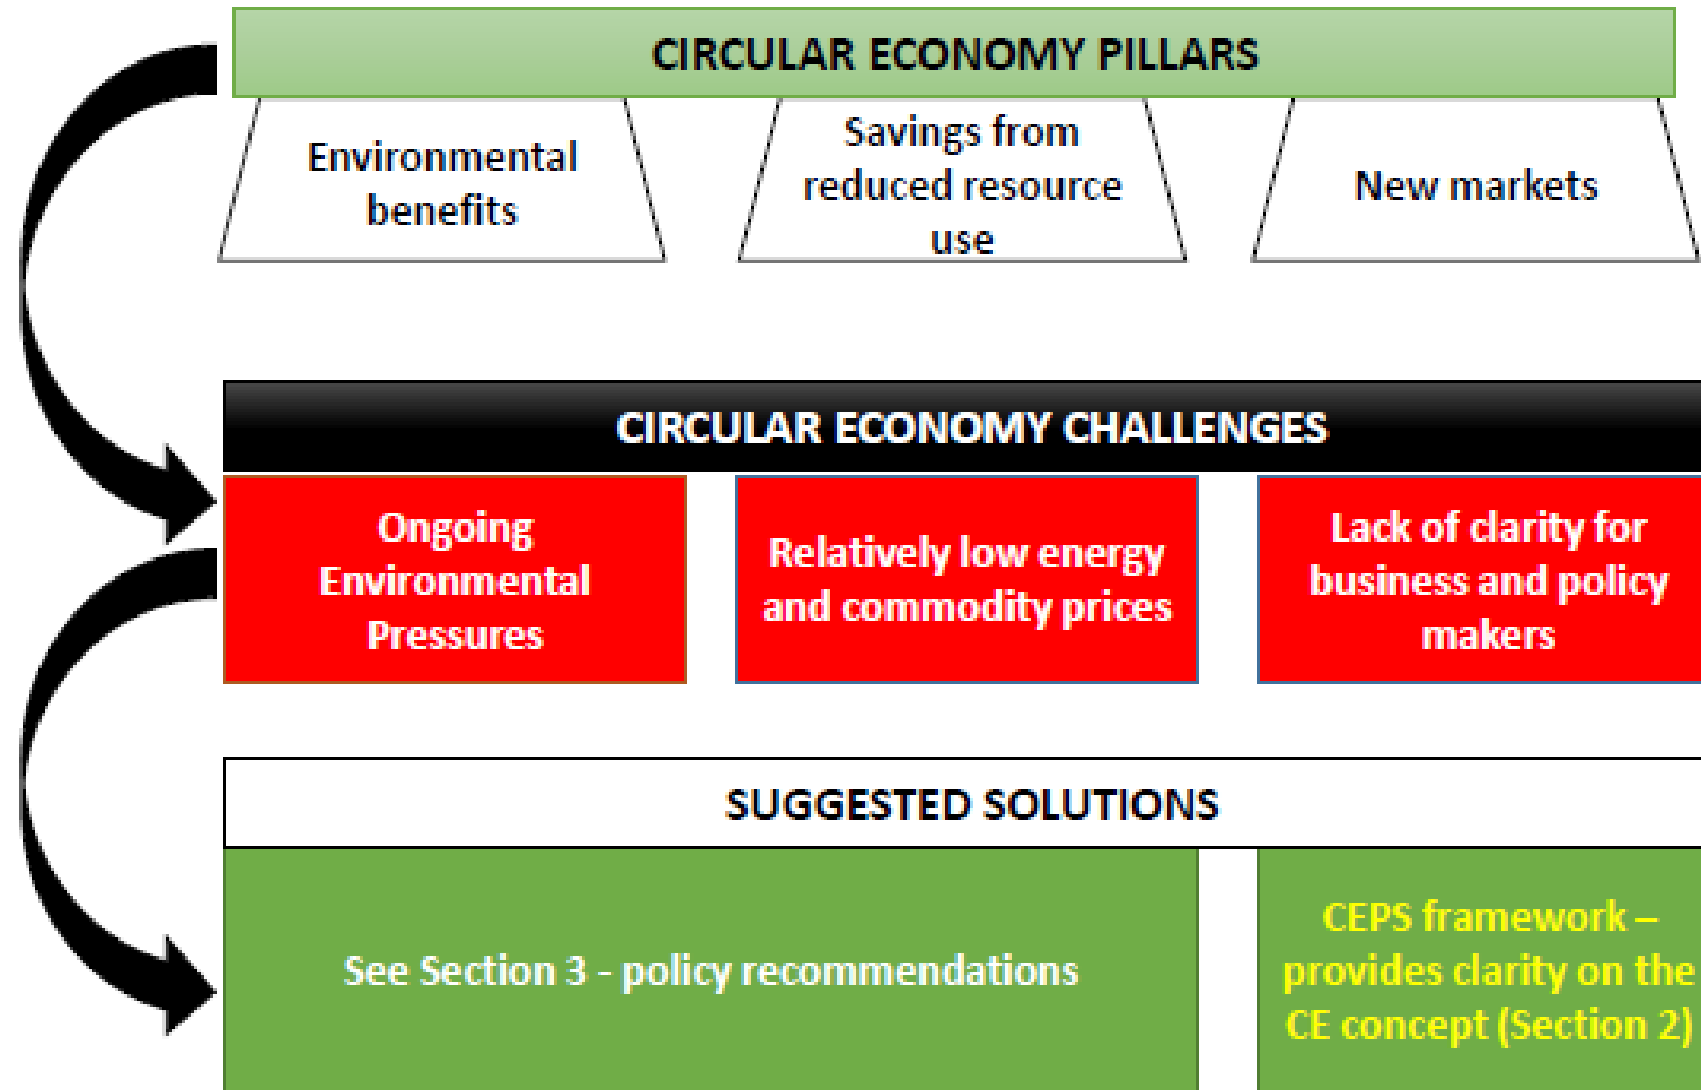 CIRCULAR ECONOMY PILLARS
Environmental
benefits
Savings from
reduced resource
use
New markets
CIRCULAR ECONOMY CHALLENGES
Ongoing
Environmental
Pressures
Relatively low energy
and commodity prices
Lack of clarity for
business and policy
makers
SUGGESTED SOLUTIONS
See Section 3 - policy recommendations
CEPS framework –
provides clarity on the
CE concept (Section 2)